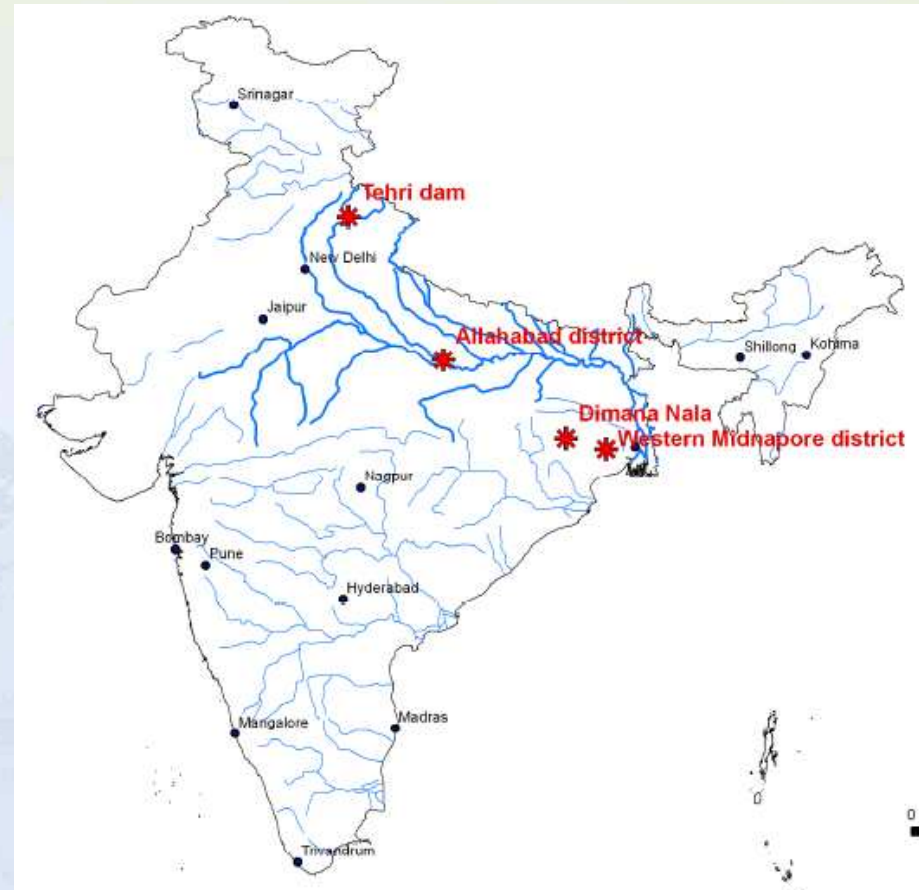 Srinagar
Tehri dam
New Delhi
Jaipur
Allahabad district
Shillong
Kohima
Dimana Nala
Western Midnapore district
Nagpur
Bombay
Pune
Hyderabad
Mangalore
Madras
0
Trivandrum